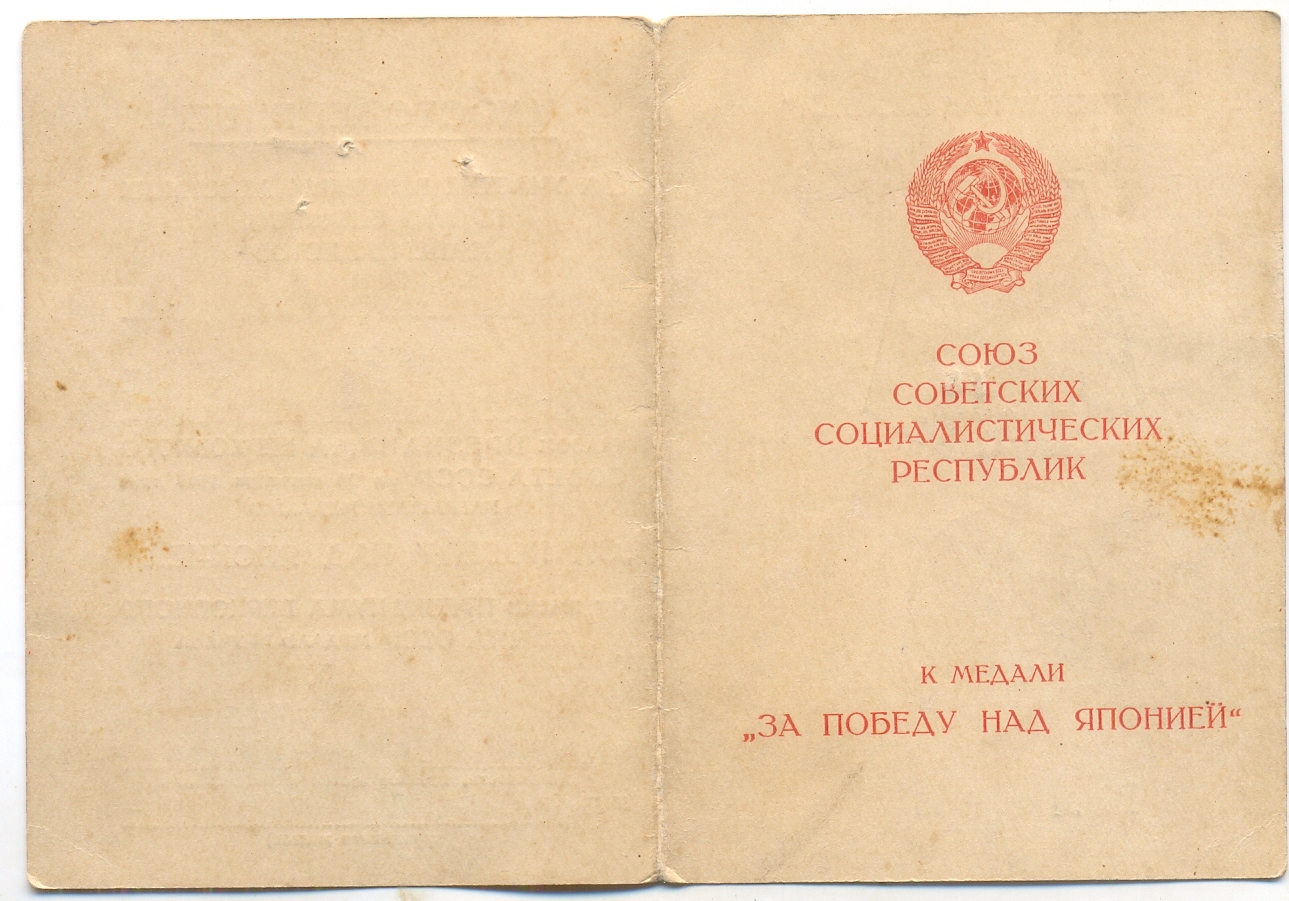 СОЮЗ
СОВЕТСКИХ
СОЦИАЛИСТИЧЕСКИХ
РЕСПУБЛИК
К МЕДАЛИ
„ЗА ПОБЕДУ НАД ЯПОНИЕЙ“